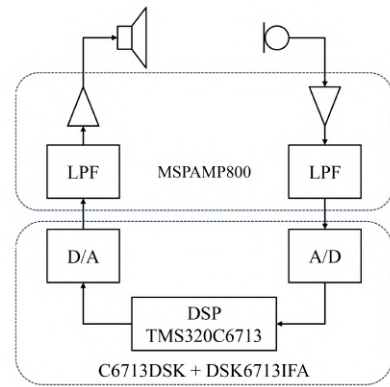 LPF
MSPAMP800
LPF
D/A
A/D
DSP
TMS320C6713
C6713DSK + DSK6713IFA